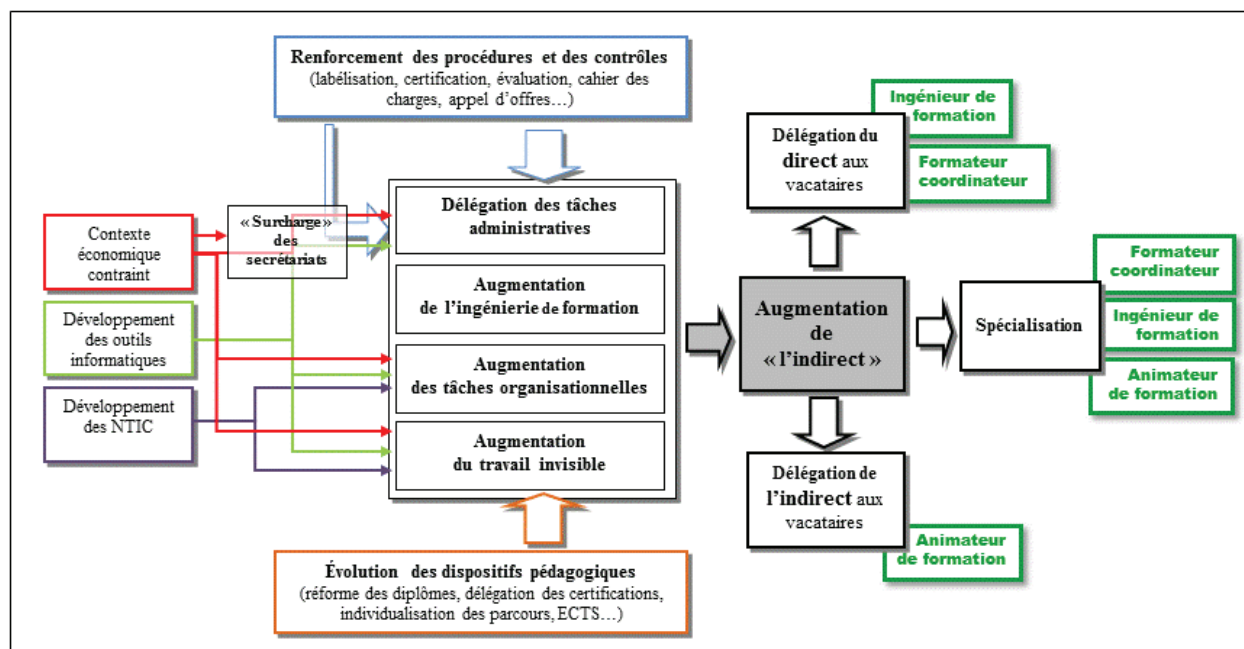 Renforcement des procédures et des contrôles
(labélisation, certification, évaluation, cahier des
charges, appel d'offres…)
Contexte
économique
contraint
« Surcharge »
des
secrétariats
Développement
des outils
informatiques
Développement
des NTIC
Délégation des tâches
administratives
Augmentation
de l'ingénierie de formation
Augmentation
des tâches organisationnelles
Augmentation
du travail invisible
Évolution des dispositifs pédagogiques
(réforme des diplômes, délégation des certifications,
individualisation des parcours, ECTS…)
Augmentation
de
« l'indirect »
Délégation du
direct aux
vacataires
Ingénieur de
formation
Formateur
coordinateur
Spécialisation
Formateur
coordinateur
Ingénieur de
formation
Animateur
de formation
Délégation de
l'indirect aux
vacataires
Animateur
de formation